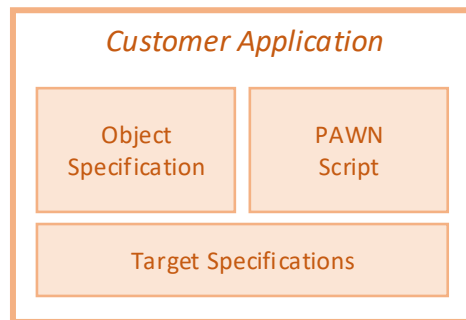 Customer Application
Object
Specification
PAWN
Script
Target Specifications